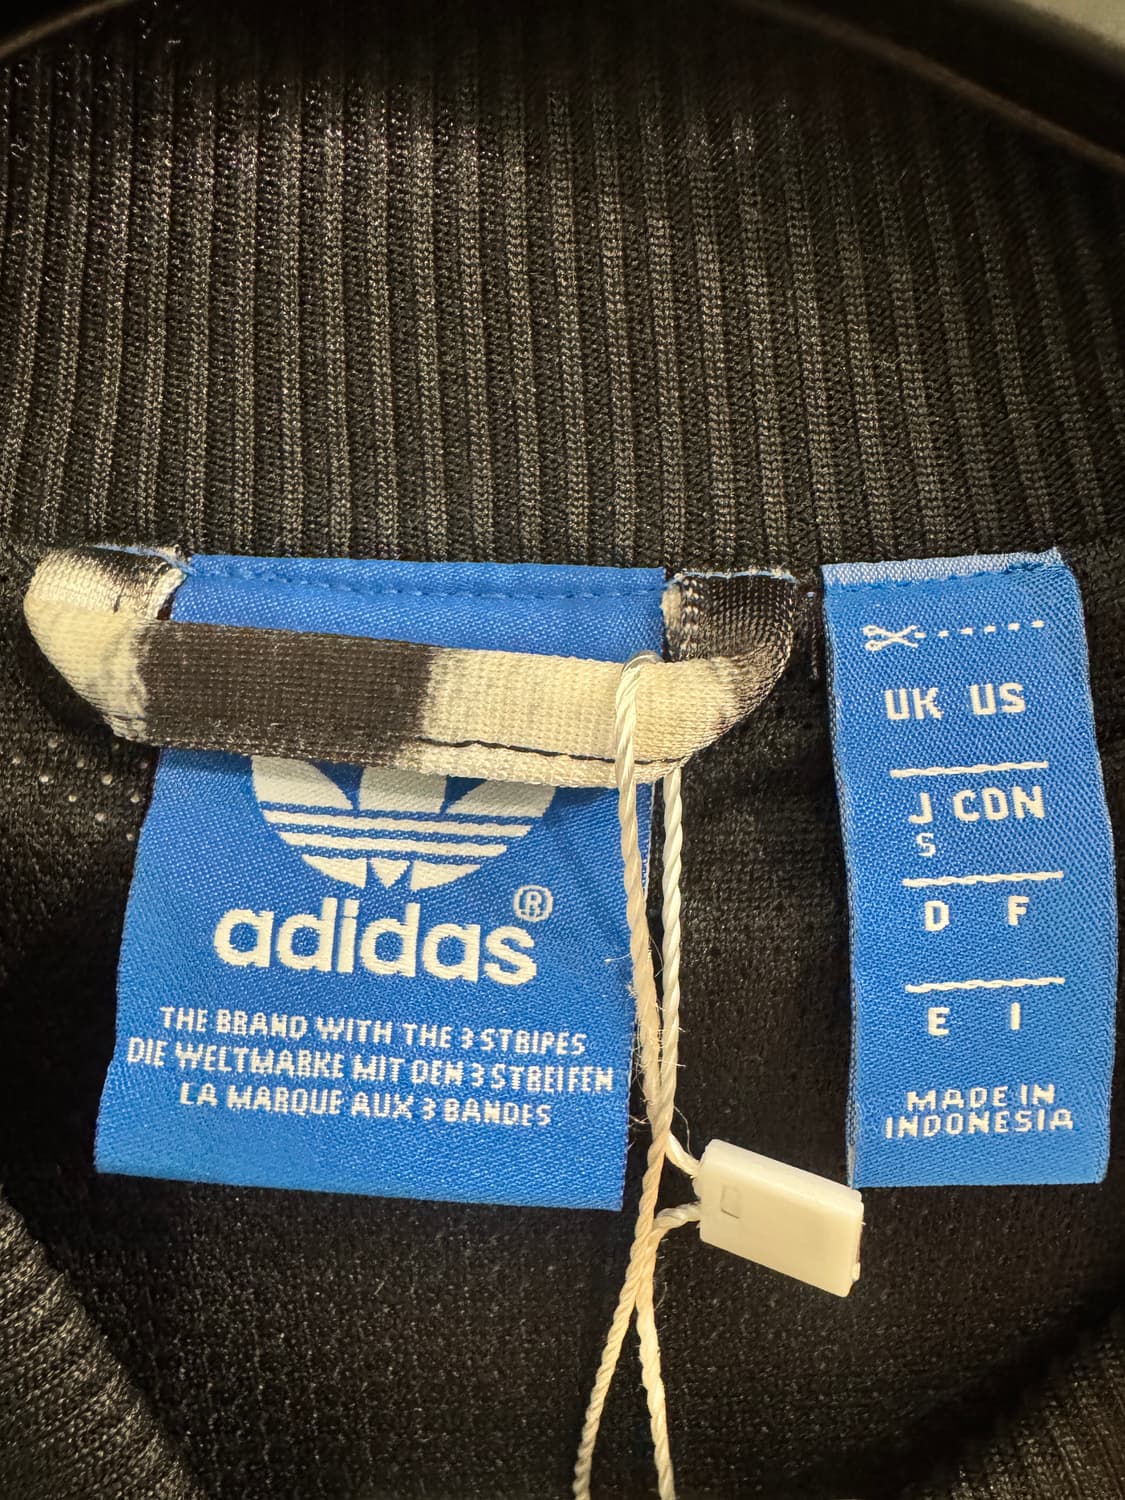 adidas®
THE BRAND WITH THE 3 STRIPES
DIE WELTMARKE MIT DEN 3 STREIFEN
LA MARQUE AUX 3 BANDES
UK US
J CDN
S
D F
E I
MADE IN
INDONESIA